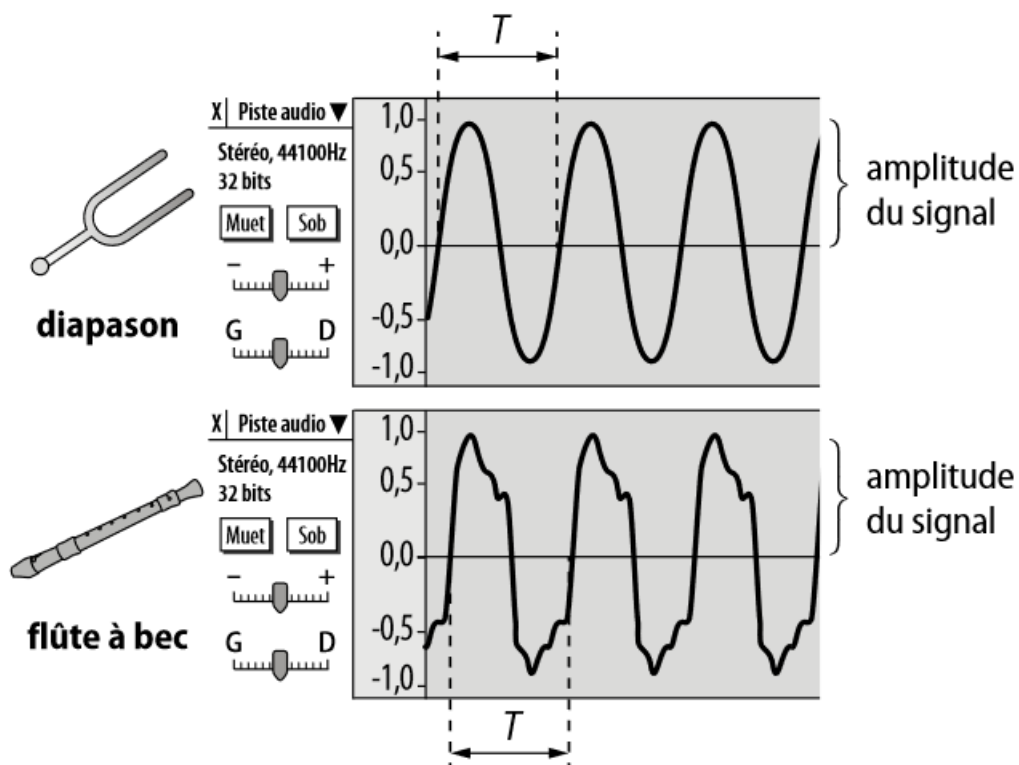 T
X Piste audio ▼
Stéréo, 44100Hz
32 bits
Muet Sob
- +
G D
1,0
0,5
0,0
-0,5
-1,0
amplitude
du signal
diapason
X Piste audio ▼
Stéréo, 44100Hz
32 bits
Muet Sob
- +
G D
1,0
0,5
0,0
-0,5
-1,0
amplitude
du signal
flûte à bec
T